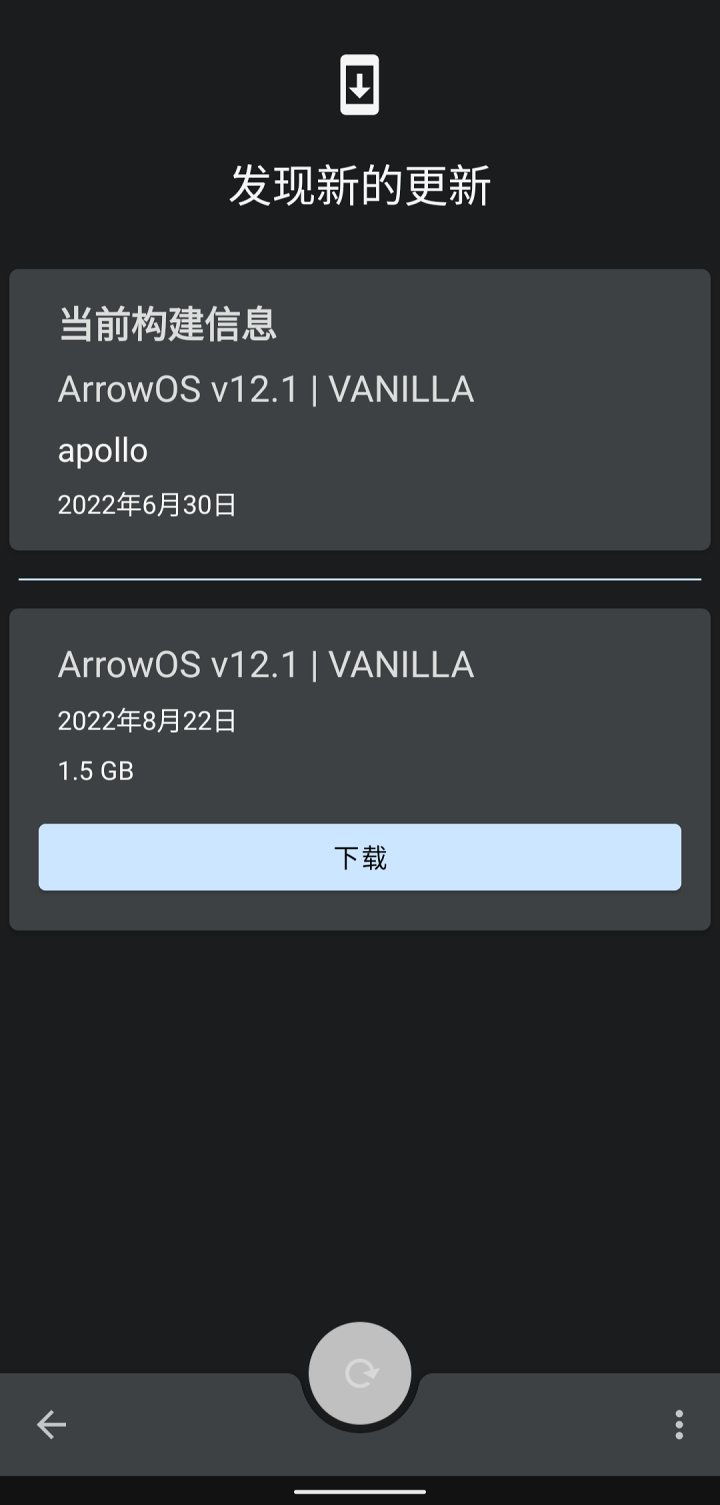 发现新的更新
当前构建信息
ArrowOS v12.1 | VANILLA
apollo
2022年6月30日
ArrowOS v12.1 | VANILLA
2022年8月22日
1.5 GB
下载